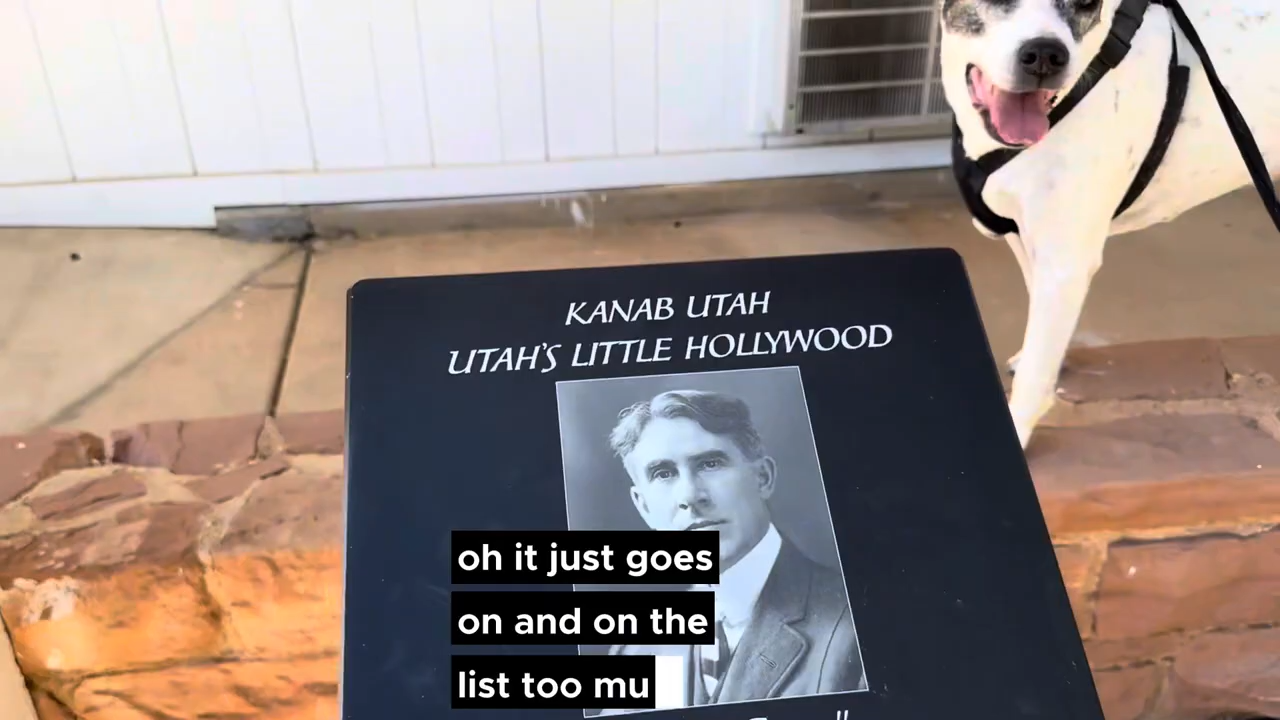 KANAB UTAH
UTAH'S LITTLE HOLLYWOOD
oh it just goes
on and on the
list too mu